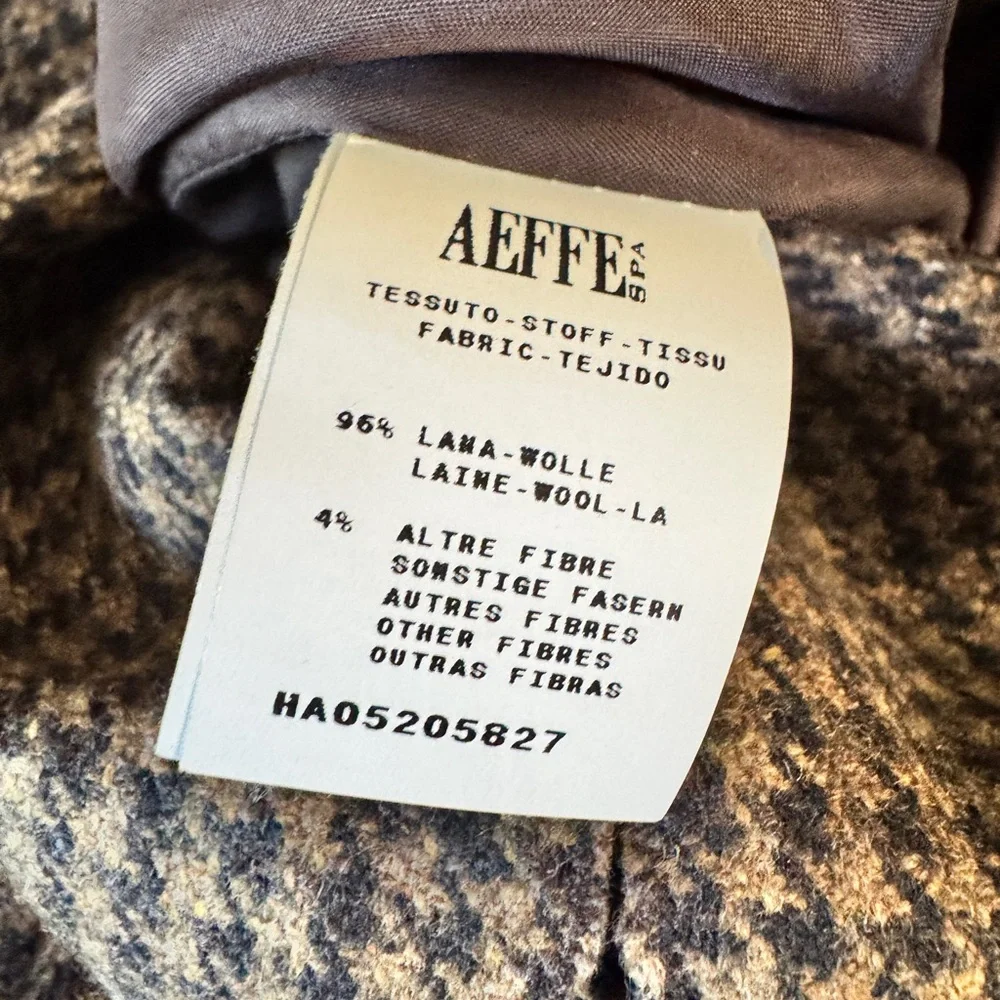 AEFFE SPA
TESSUTO-STOFF-TISSU
FABRIC-TEJIDO
96% LANA-WOLLE
LAINE-WOOL-LA
4% ALTRE FIBRE
SONSTIGE FASERN
AUTRES FIBRES
OTHER FIBRES
OUTRAS FIBRAS
HA05205827